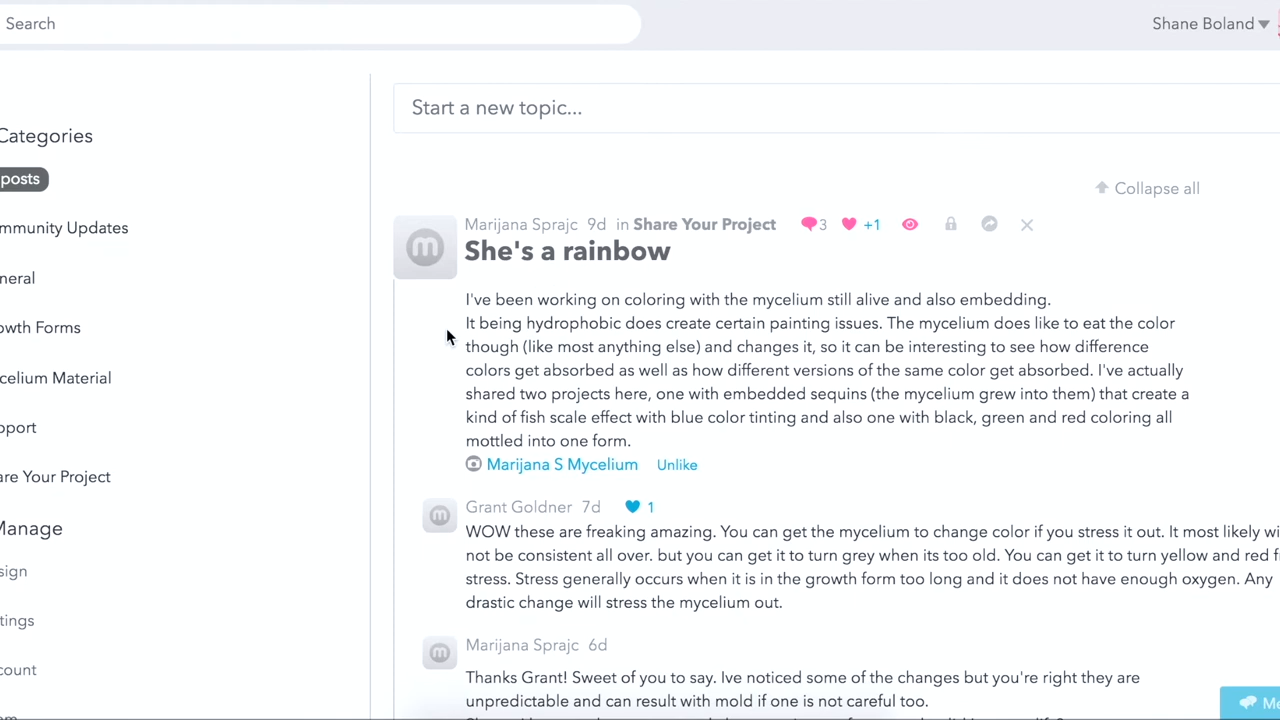 Search
Shane Boland
Categories
posts
mmunity Updates
neral
owth Forms
celium Material
pport
are Your Project
Manage
sign
tings
count
Start a new topic...
Collapse all
Marijana Sprajc 9d in Share Your Project 3 +1
She's a rainbow
I've been working on coloring with the mycelium still alive and also embedding.
It being hydrophobic does create certain painting issues. The mycelium does like to eat the color
though (like most anything else) and changes it, so it can be interesting to see how difference
colors get absorbed as well as how different versions of the same color get absorbed. I've actually
shared two projects here, one with embedded sequins (the mycelium grew into them) that create a
kind of fish scale effect with blue color tinting and also one with black, green and red coloring all
mottled into one form.
Marijana S Mycelium Unlike
Grant Goldner 7d 1
WOW these are freaking amazing. You can get the mycelium to change color if you stress it out. It most likely wi
not be consistent all over. but you can get it to turn grey when its too old. You can get it to turn yellow and red f
stress. Stress generally occurs when it is in the growth form too long and it does not have enough oxygen. Any
drastic change will stress the mycelium out.
Marijana Sprajc 6d
Thanks Grant! Sweet of you to say. Ive noticed some of the changes but you're right they are
unpredictable and can result with mold if one is not careful too.
Me